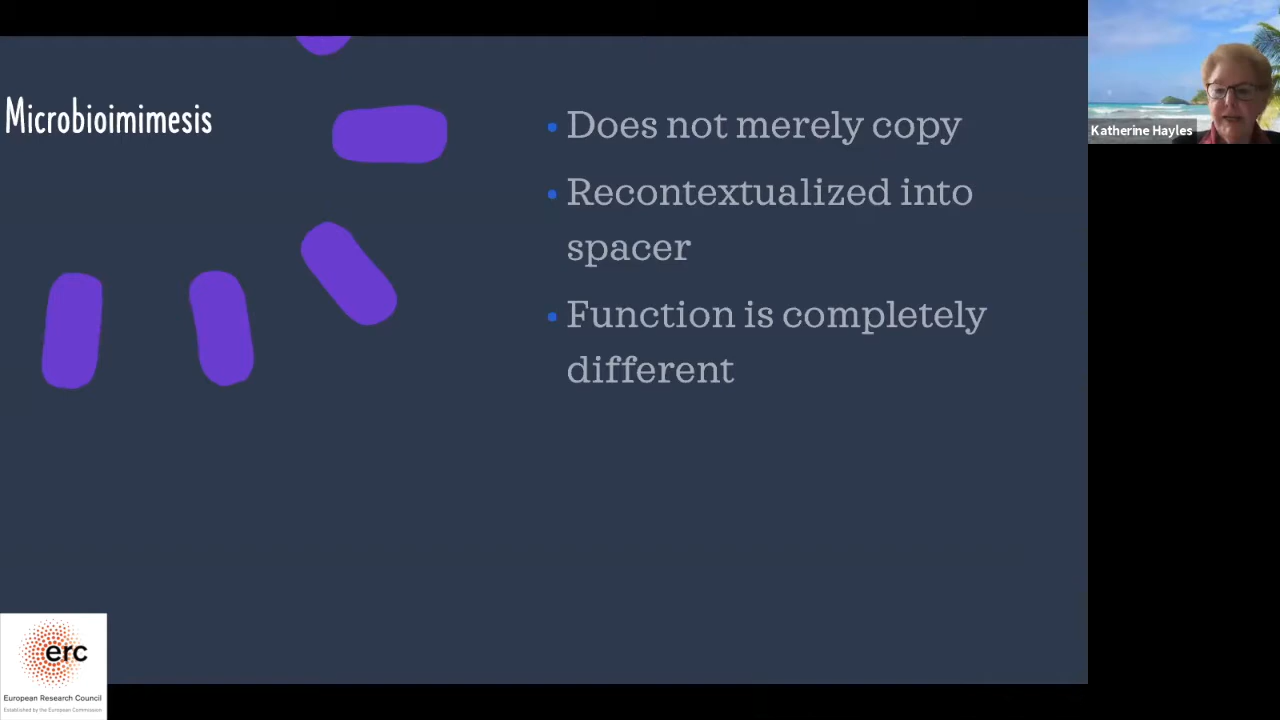 Microbioimimesis
Does not merely copy
Recontextualized into
spacer
Function is completely
different
Katherine Hayles
erc
European Research Council
Established by the European Commission